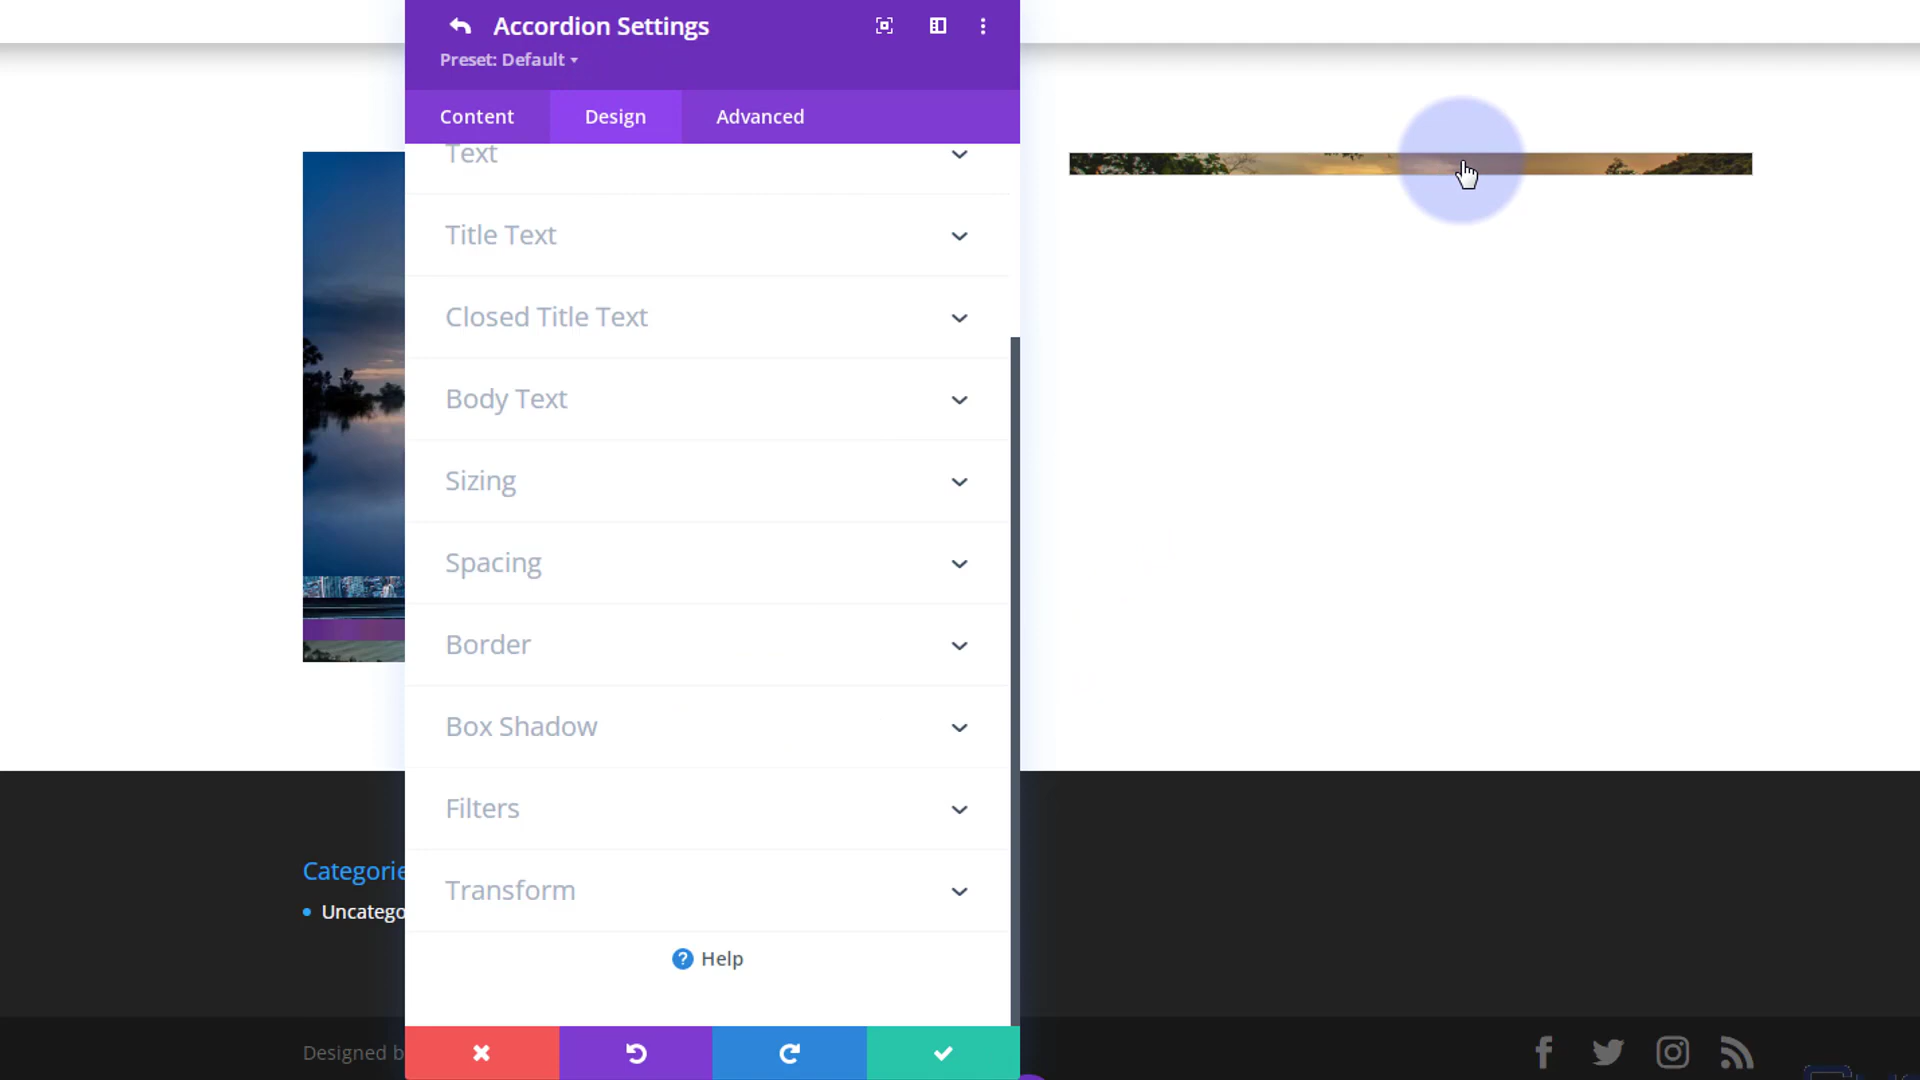 Accordion Settings
Preset: Default
Content
Design
Advanced
Text
Title Text
Closed Title Text
Body Text
Sizing
Spacing
Border
Box Shadow
Filters
Transform
Help
Categorie
Uncatego
Designed b